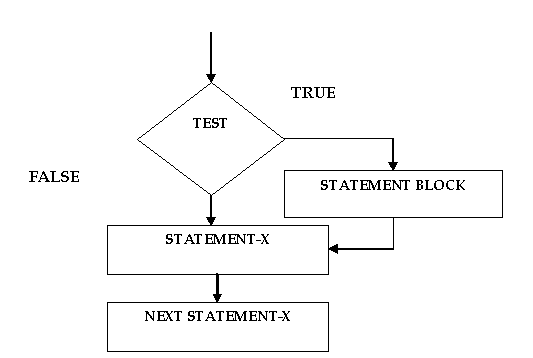 TRUE
TEST
FALSE
STATEMENT BLOCK
STATEMENT-X
NEXT STATEMENT-X